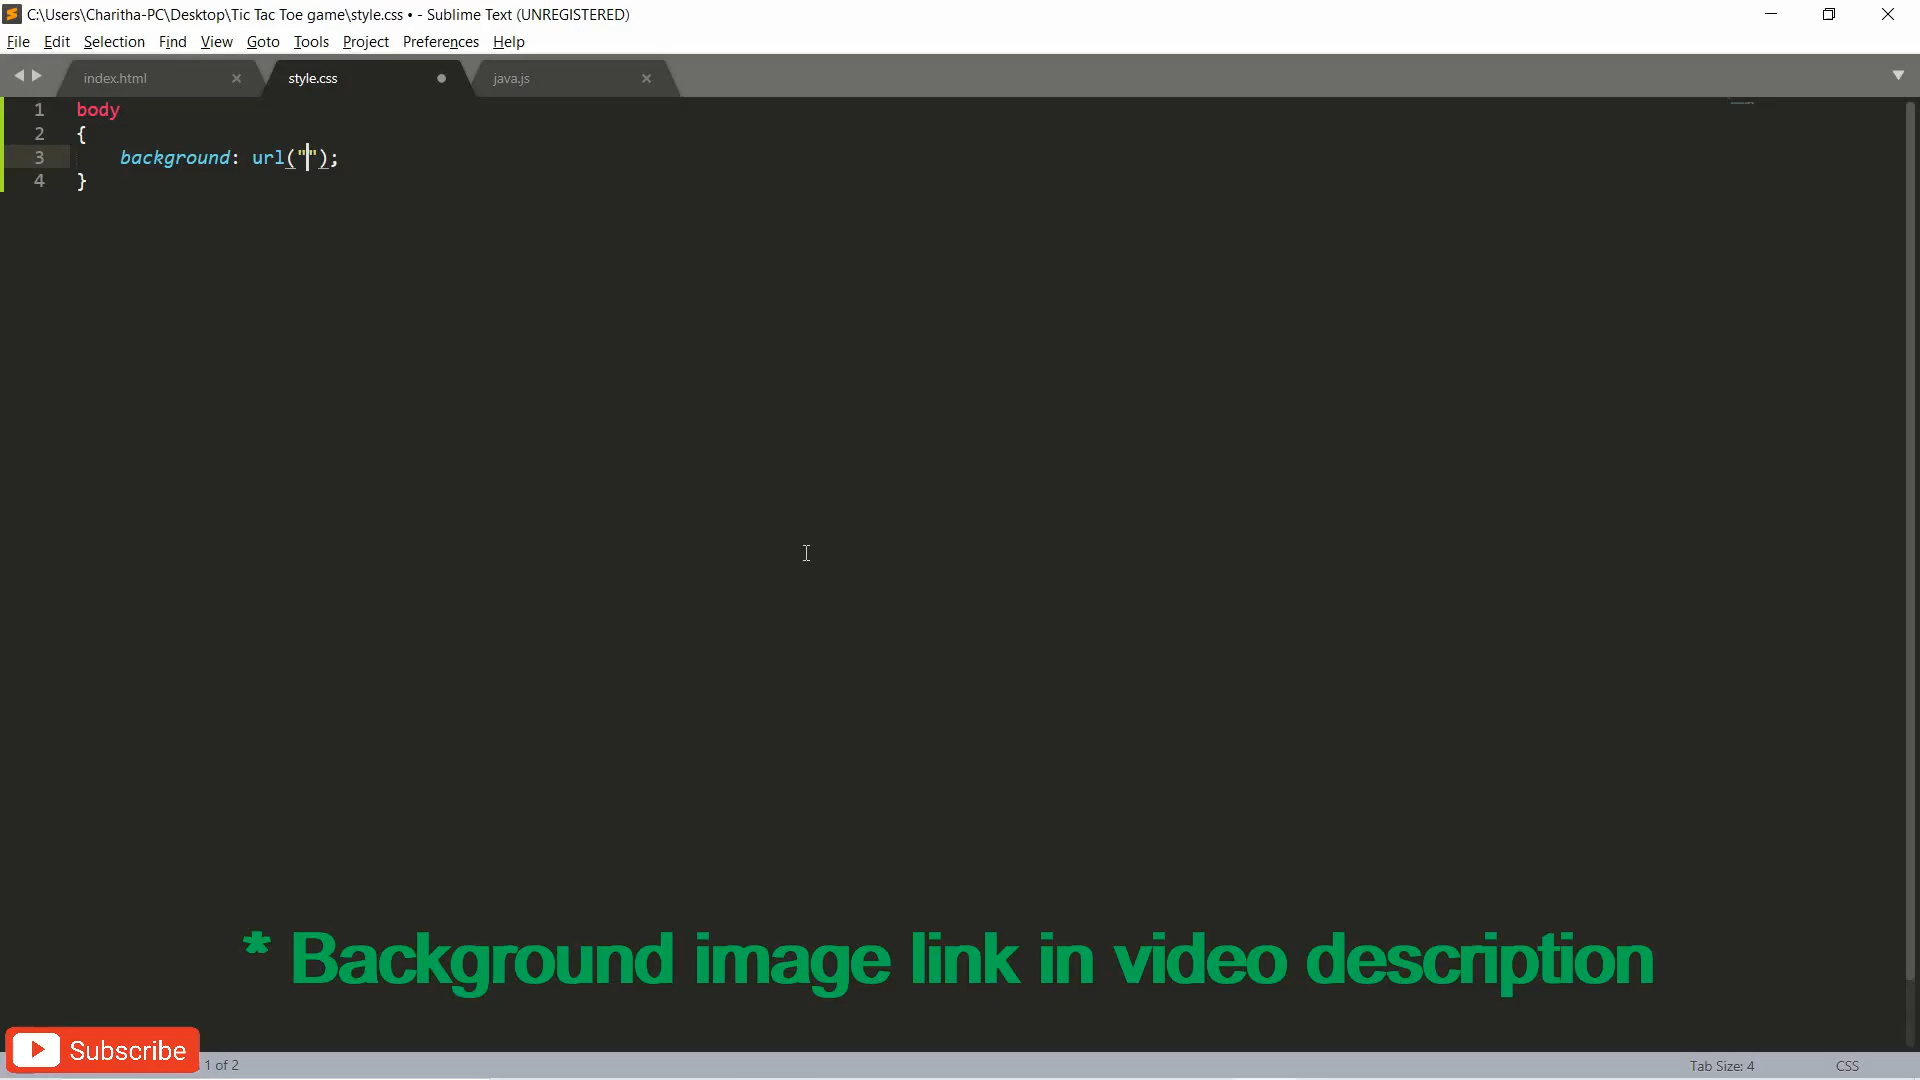 C:\Users\Charitha-PC\Desktop\Tic Tac Toe game\style.css • - Sublime Text (UNREGISTERED)
File Edit Selection Find View Goto Tools Project Preferences Help
index.html style.css java.js
1 body
2 {
3 background: url("");
4 }
* Background image link in video description
Subscribe 1 of 2 Tab Size: 4 CSS